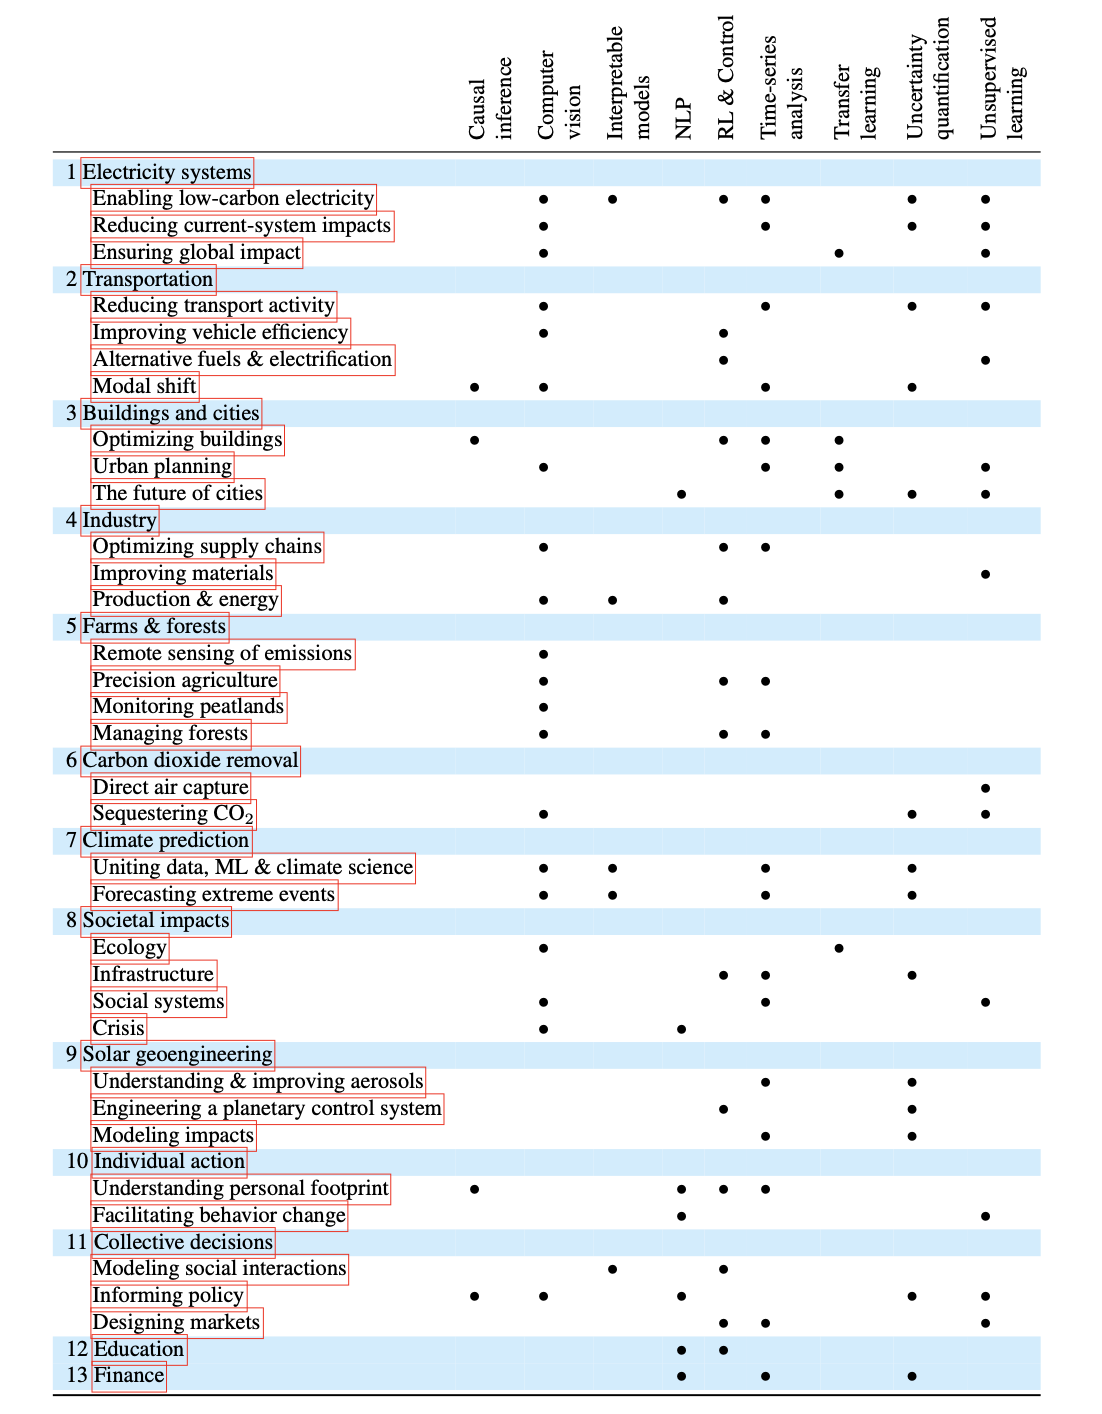 Causal inference
Computer vision
Interpretable models
NLP
RL & Control
Time-series analysis
Transfer learning
Uncertainty quantification
Unsupervised learning
1 Electricity systems
Enabling low-carbon electricity • • • • • •
Reducing current-system impacts • • • •
Ensuring global impact • • •
2 Transportation
Reducing transport activity • • • •
Improving vehicle efficiency • •
Alternative fuels & electrification • •
Modal shift • • • •
3 Buildings and cities
Optimizing buildings • • • •
Urban planning • • • •
The future of cities • • • •
4 Industry
Optimizing supply chains • • •
Improving materials •
Production & energy • • •
5 Farms & forests
Remote sensing of emissions •
Precision agriculture • • •
Monitoring peatlands •
Managing forests • • •
6 Carbon dioxide removal
Direct air capture •
Sequestering CO₂ • • •
7 Climate prediction
Uniting data, ML & climate science • • • •
Forecasting extreme events • • • •
8 Societal impacts
Ecology • •
Infrastructure • • •
Social systems • • •
Crisis • •
9 Solar geoengineering
Understanding & improving aerosols • •
Engineering a planetary control system • •
Modeling impacts • •
10 Individual action
Understanding personal footprint • • • •
Facilitating behavior change • •
11 Collective decisions
Modeling social interactions • •
Informing policy • • • • •
Designing markets • • •
12 Education • •
13 Finance • • •